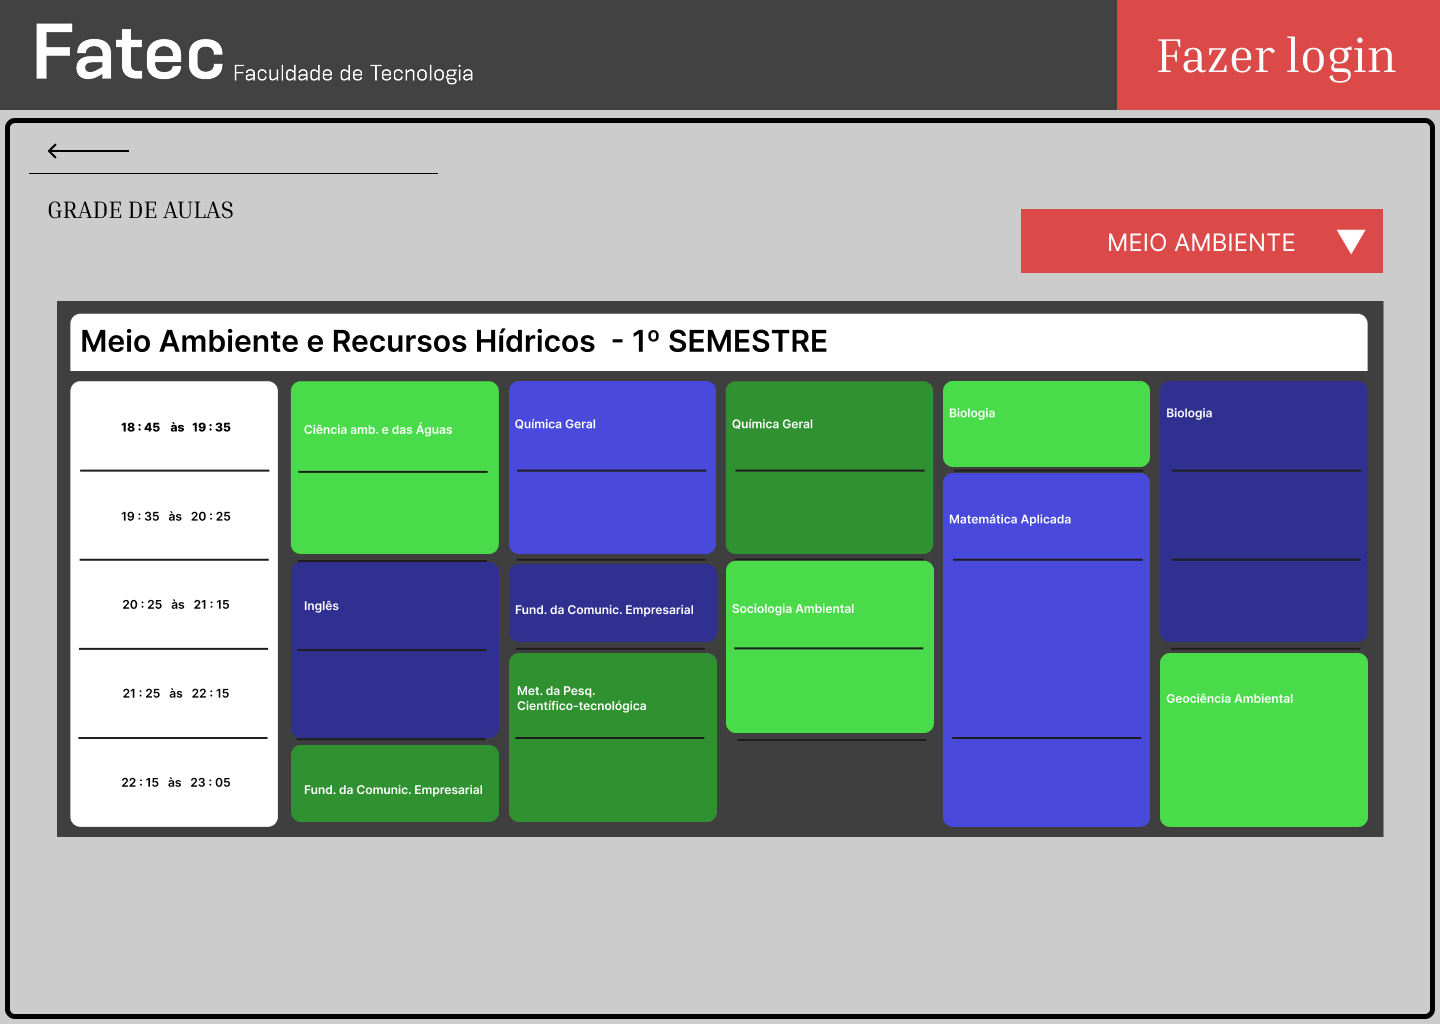 Fatec Faculdade de Tecnologia
Fazer login
GRADE DE AULAS
MEIO AMBIENTE
Meio Ambiente e Recursos Hídricos - 1º SEMESTRE
18:45 às 19:35
19:35 às 20:25
20:25 às 21:15
21:25 às 22:15
22:15 às 23:05
Ciência amb. e das Águas
Inglês
Fund. da Comunic. Empresarial
Química Geral
Fund. da Comunic. Empresarial
Met. da Pesq.
Científico-tecnológica
Química Geral
Sociologia Ambiental
Biologia
Matemática Aplicada
Biologia
Geociência Ambiental